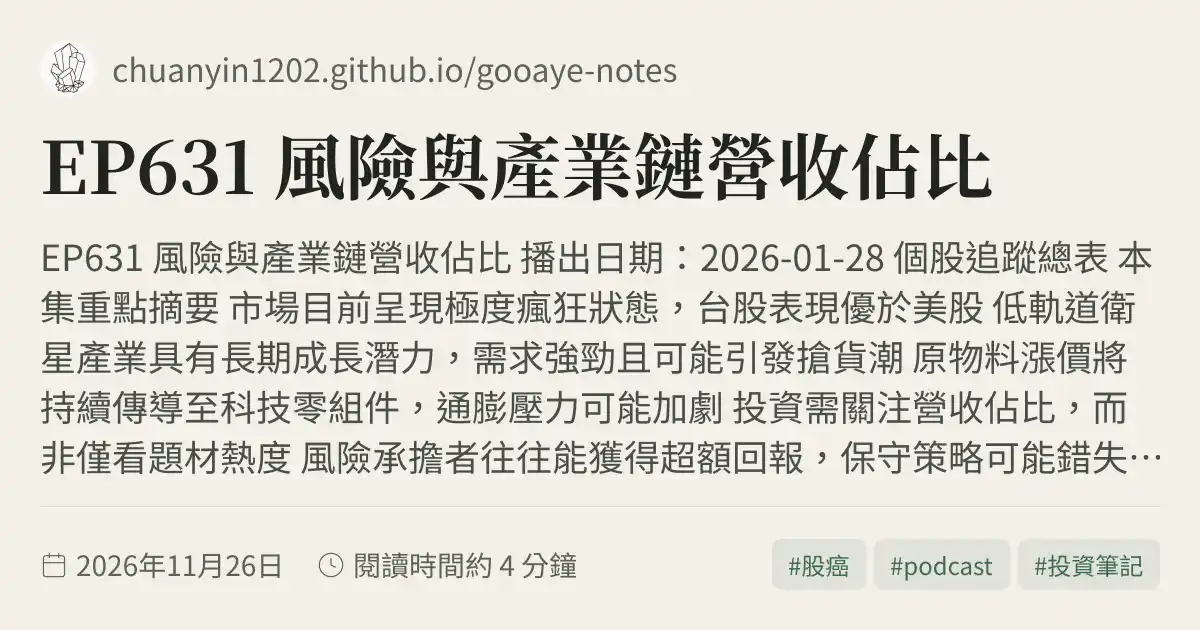 chuanyin1202.github.io/gooaye-notes
EP631 風險與產業鏈營收佔比
EP631 風險與產業鏈營收佔比 播出日期：2026-01-28 個股追蹤總表 本
集重點摘要 市場目前呈現極度瘋狂狀態，台股表現優於美股 低軌道衛
星產業具有長期成長潛力，需求強勁且可能引發搶貨潮 原物料漲價將
持續傳導至科技零組件，通膨壓力可能加劇 投資需關注營收佔比，而
非僅看題材熱度 風險承擔者往往能獲得超額回報，保守策略可能錯失…
2026年11月26日 閱讀時間約 4 分鐘 #股癌 #podcast #投資筆記